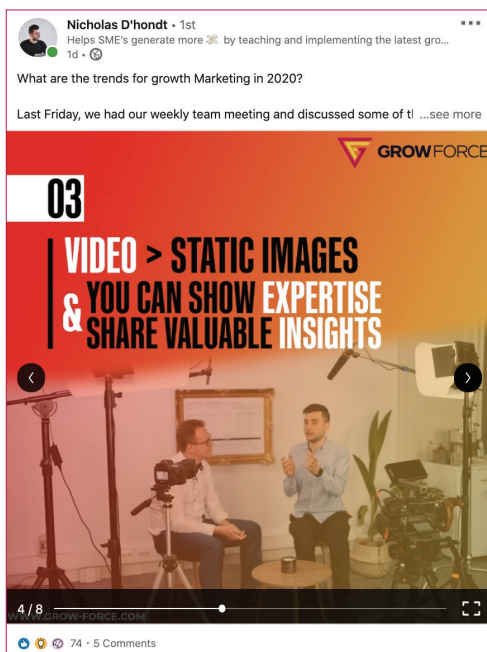 Nicholas D'hondt • 1st
Helps SME's generate more 💸 by teaching and implementing the latest gro...
1d •
What are the trends for growth Marketing in 2020?
Last Friday, we had our weekly team meeting and discussed some of tl ...see more
GROWFORCE
03
VIDEO > STATIC IMAGES
& YOU CAN SHOW EXPERTISE
SHARE VALUABLE INSIGHTS
4/8
WWW.GROW-FORCE.COM
74 · 5 Comments